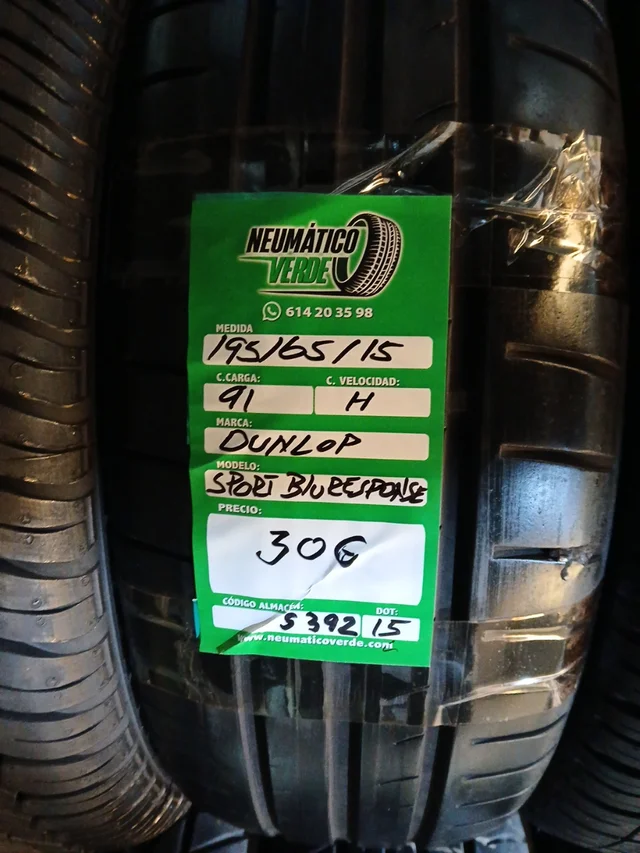 NEUMÁTICO
VERDE
614 20 35 98
MEDIDA
195/65/15
C.CARGA: C. VELOCIDAD:
91 H
MARCA:
DUNLOP
MODELO:
SPORT BLURESPONSE
PRECIO:
30€
CÓDIGO ALMACÉN: DOT:
S392 15
www.neumaticoverde.com